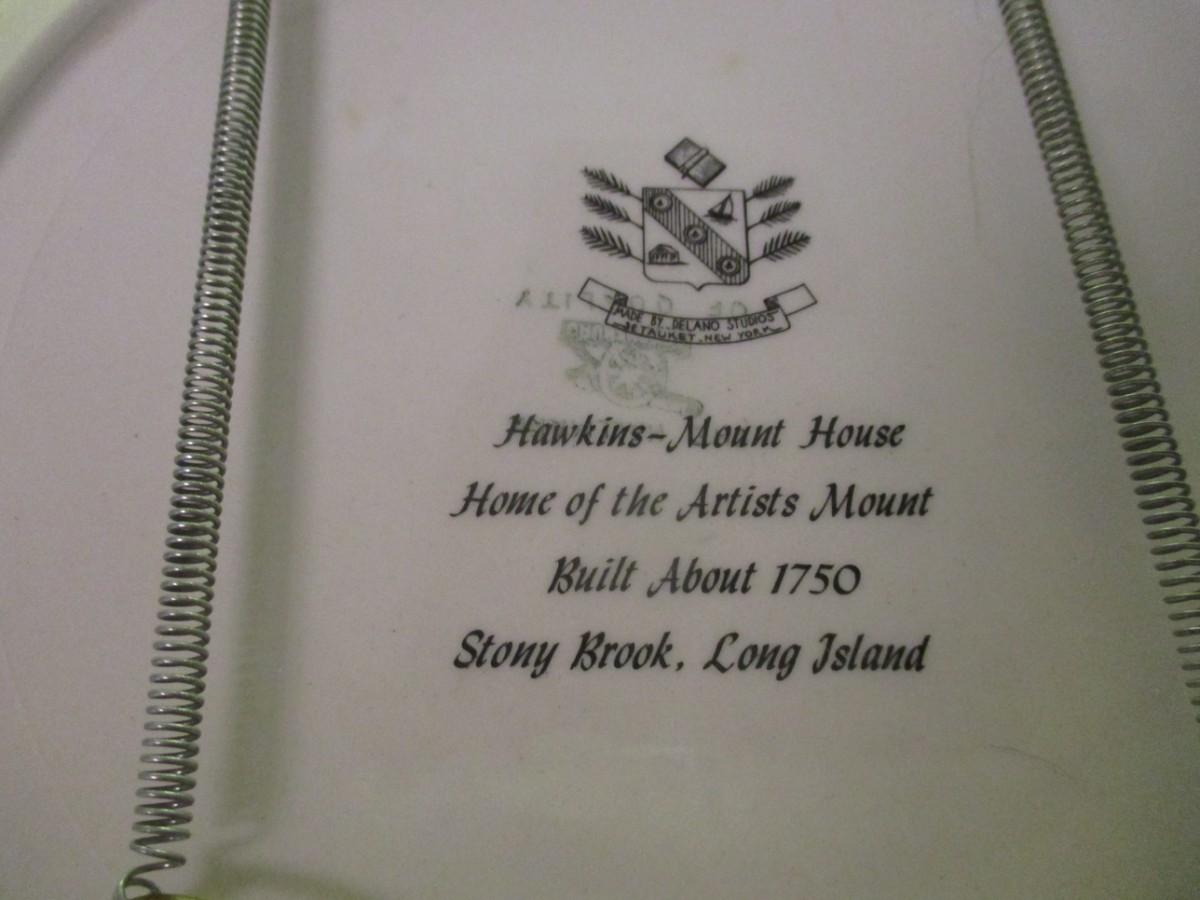 MADE BY DELANO STUDIOS
SETAUKET, NEW YORK
Hawkins-Mount House
Home of the Artists Mount
Built About 1750
Stony Brook, Long Island